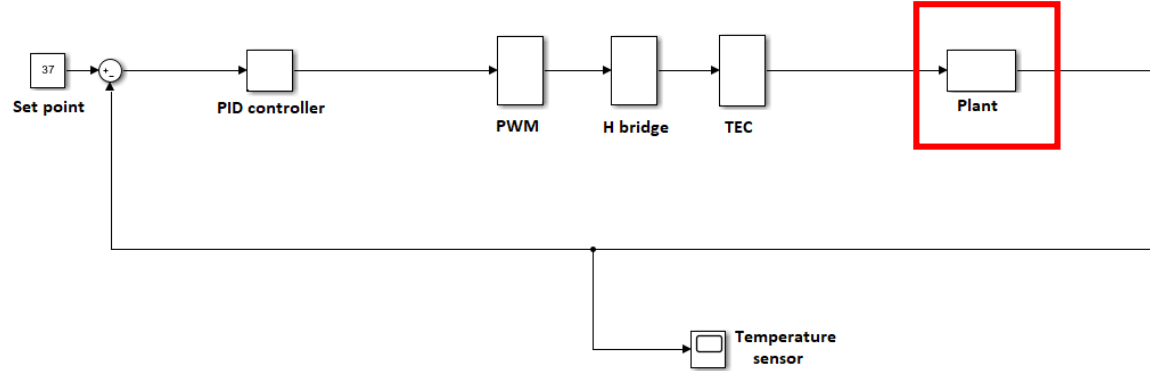 37
Set point
PID controller
PWM
H bridge
TEC
Plant
Temperature
sensor